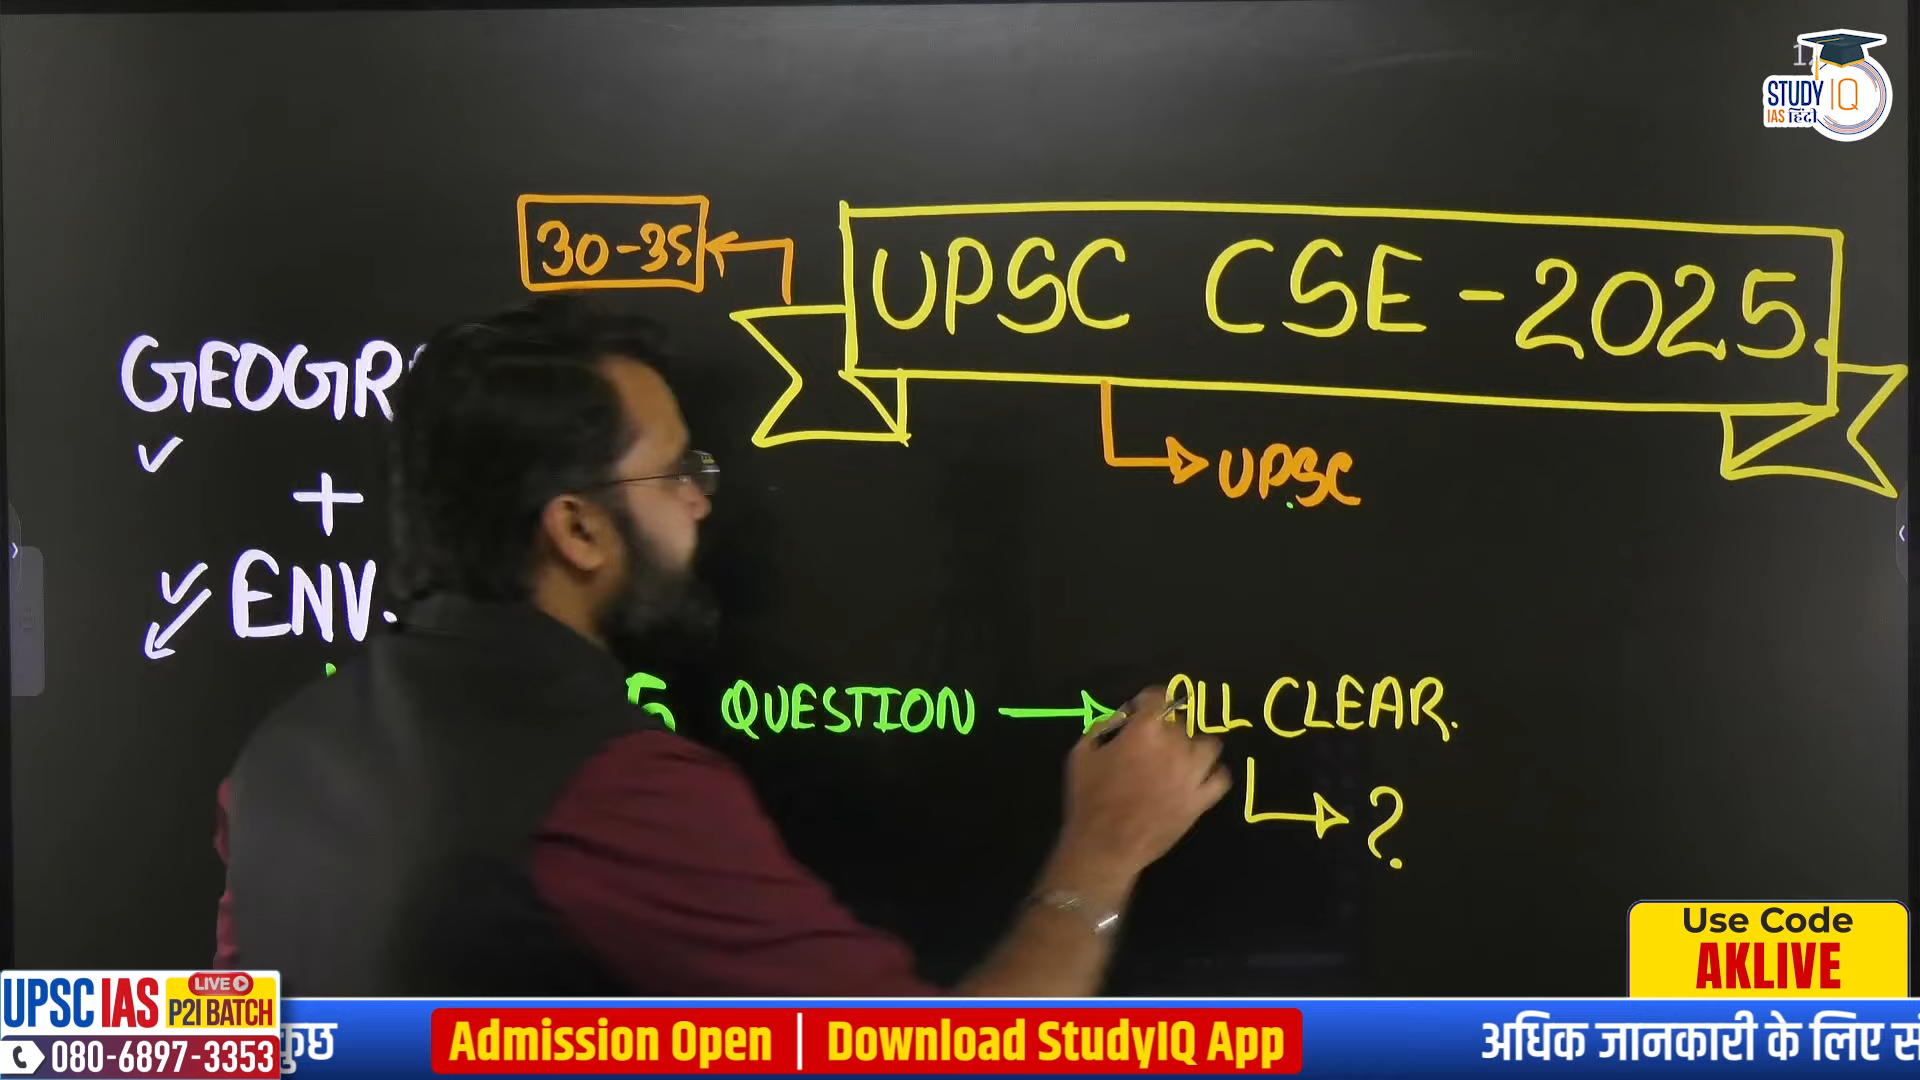 STUDY IQ
IAS हिंदी
30-35
UPSC CSE-2025.
UPSC
GEOGR
+
ENV.
5 QUESTION → ALL CLEAR.
?
Use Code
AKLIVE
LIVE
UPSC IAS P2I BATCH
080-6897-3353
कुछ
Admission Open | Download StudyIQ App
अधिक जानकारी के लिए